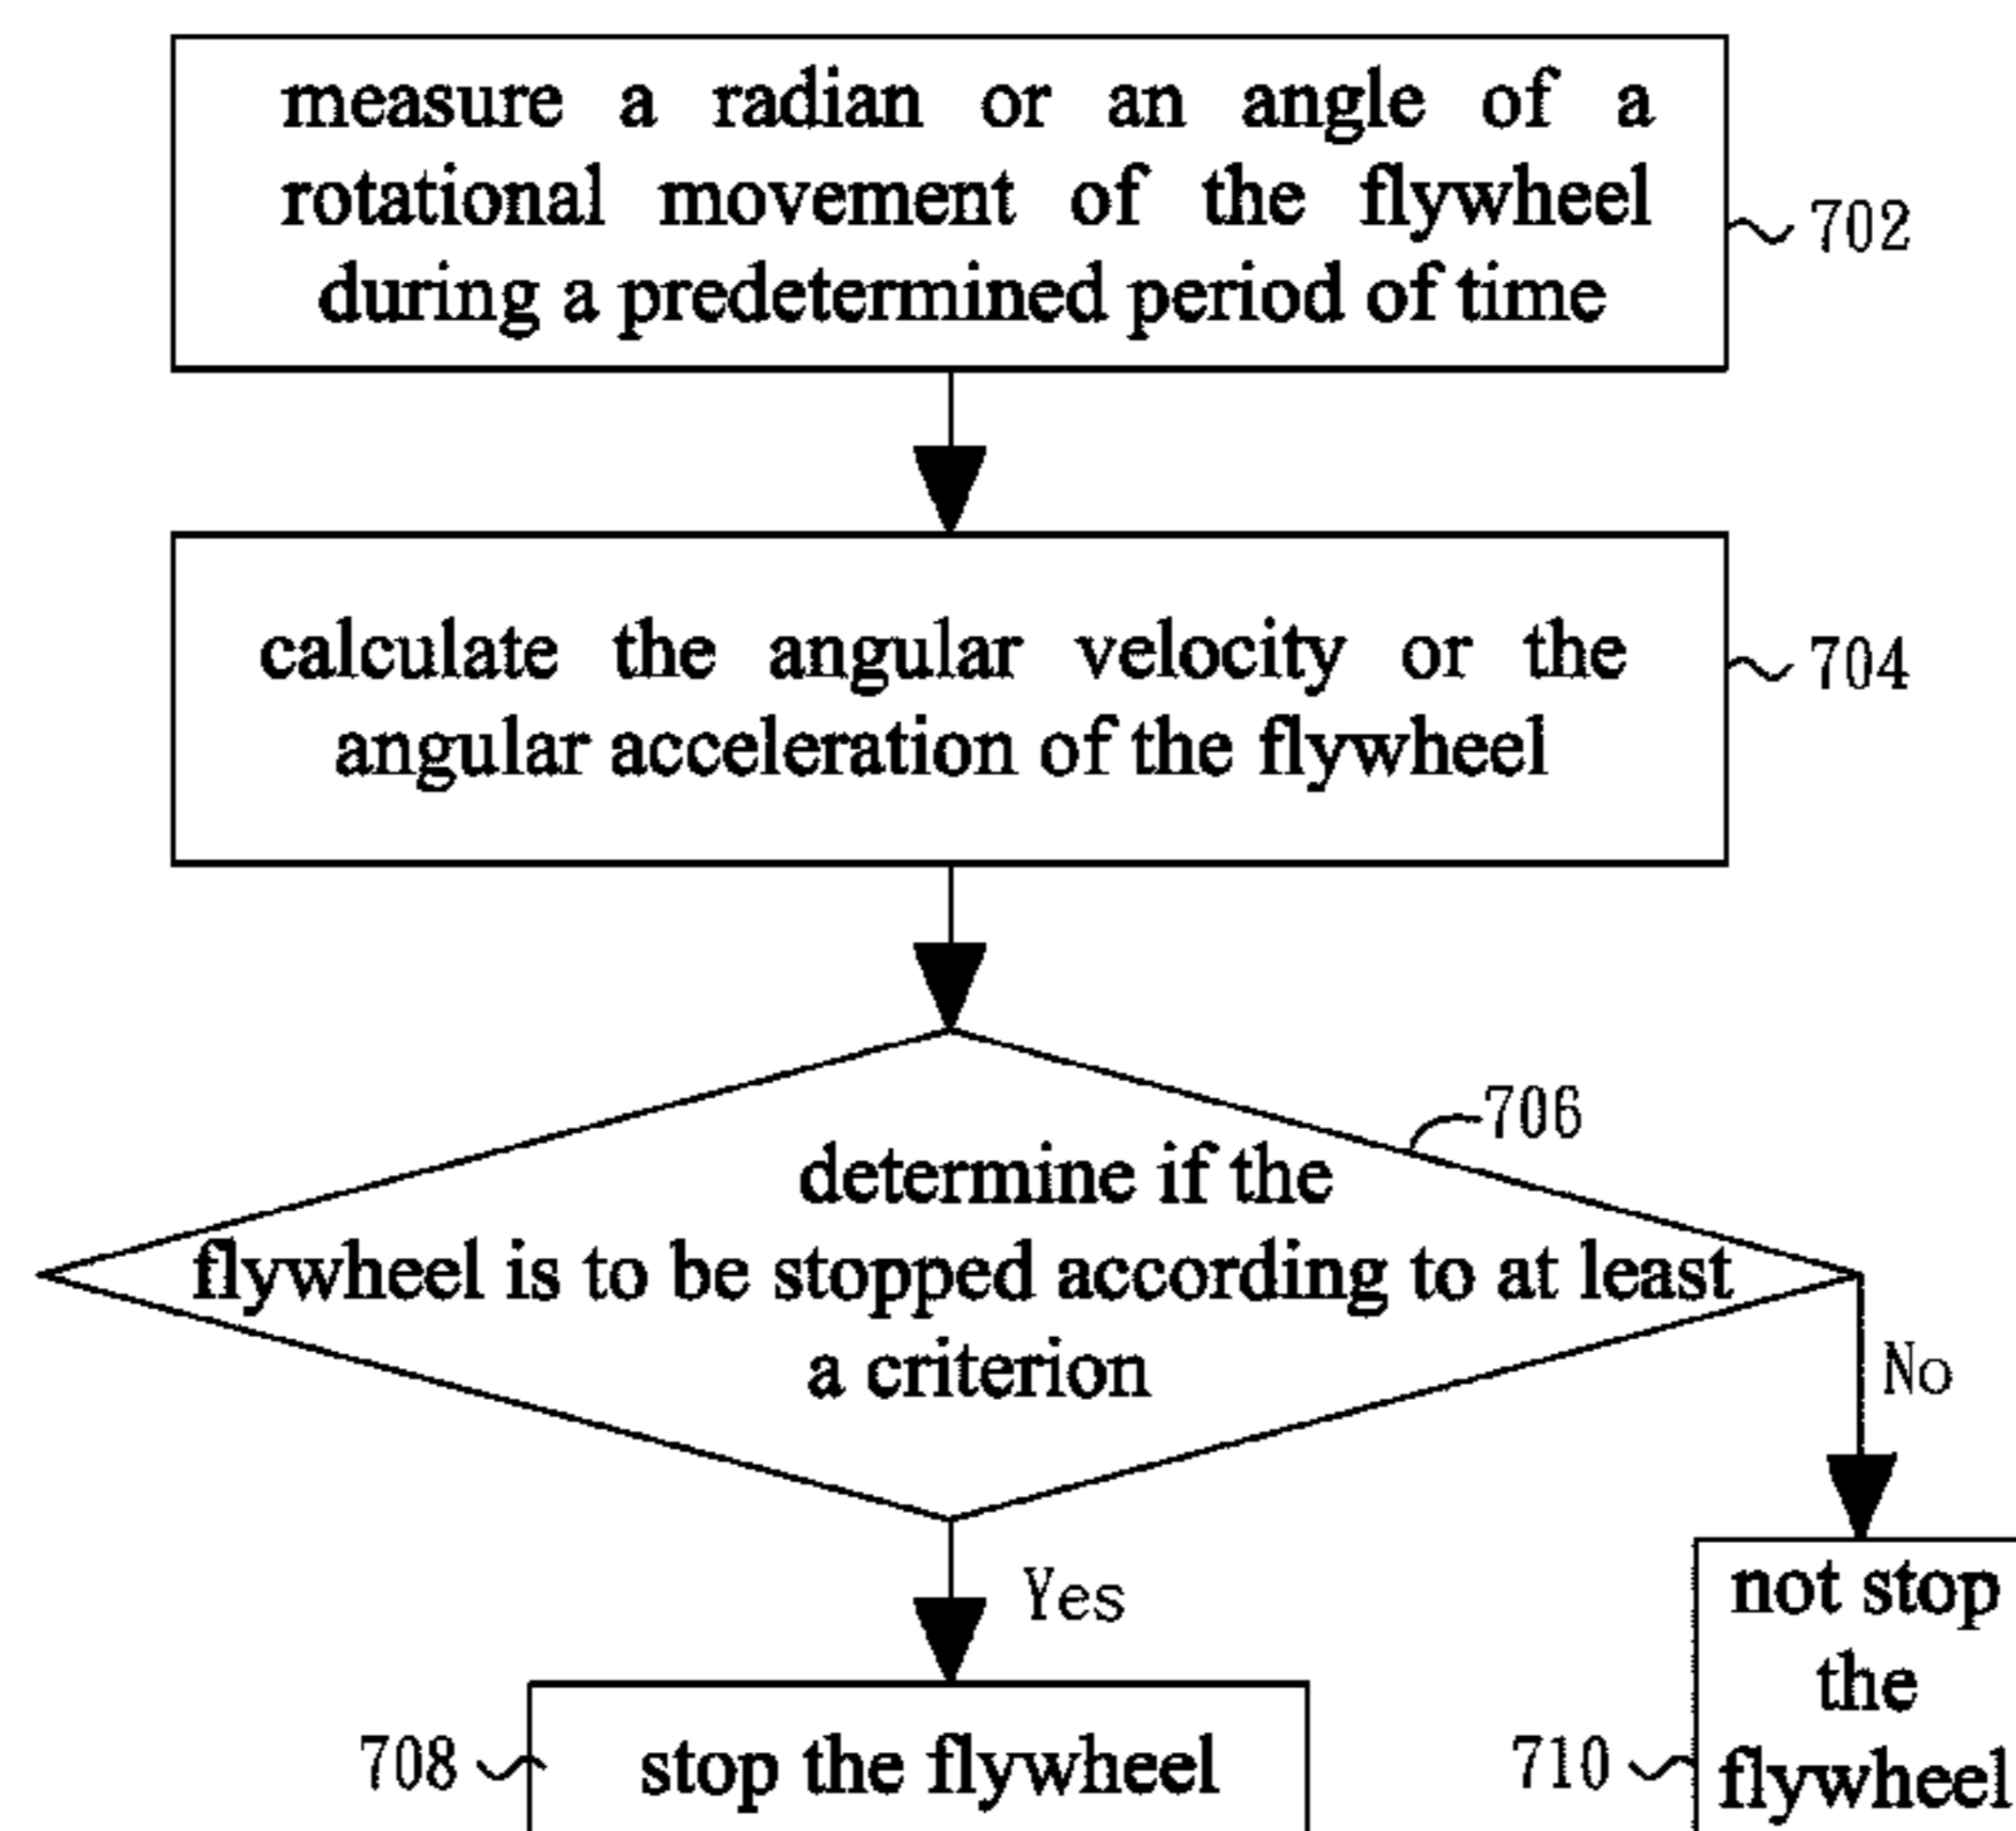 measure a radian or an angle of a
rotational movement of the flywheel
during a predetermined period of time
702
calculate the angular velocity or the
angular acceleration of the flywheel
704
706
determine if the
flywheel is to be stopped according to at least
a criterion
No
Yes
708
stop the flywheel
710
not stop
the
flywheel